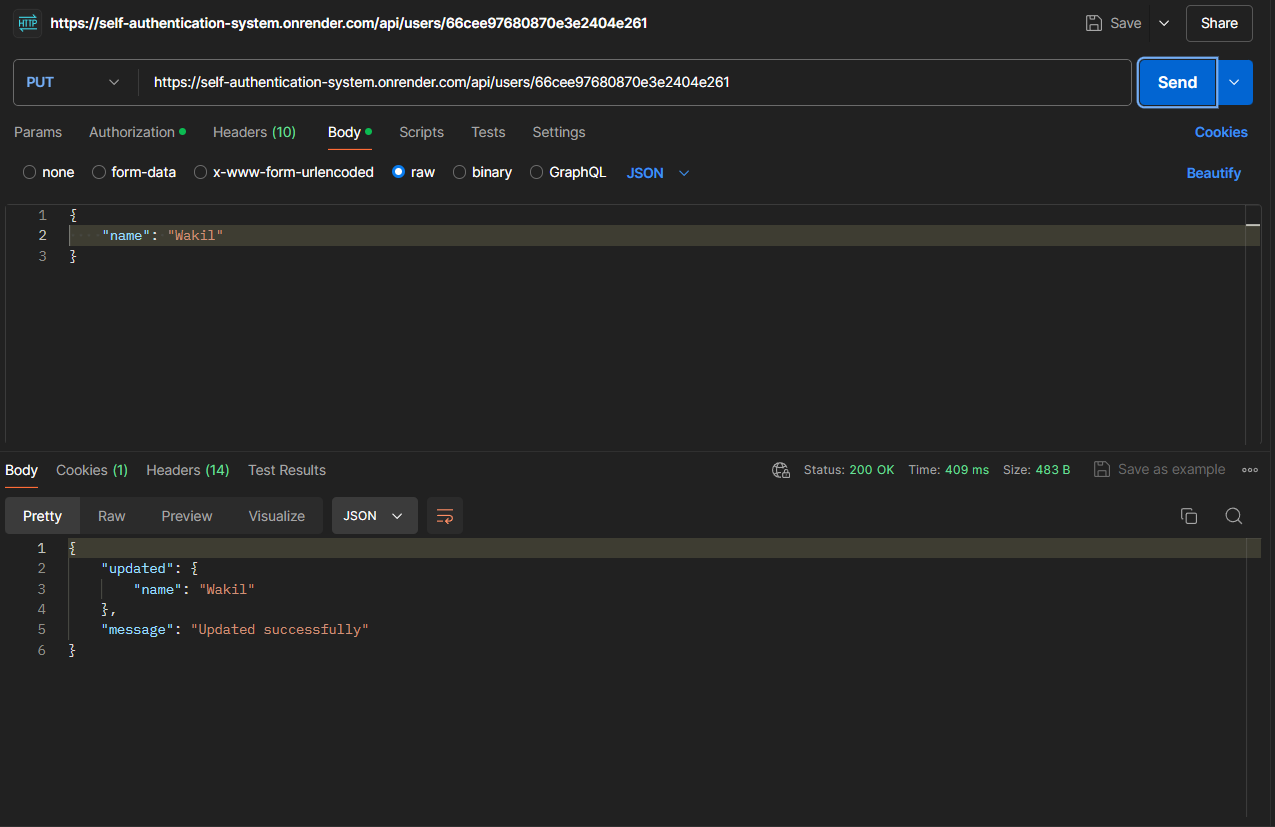 HTTP https://self-authentication-system.onrender.com/api/users/66cee97680870e3e2404e261 Save Share
PUT https://self-authentication-system.onrender.com/api/users/66cee97680870e3e2404e261 Send
Params Authorization Headers (10) Body Scripts Tests Settings Cookies
none form-data x-www-form-urlencoded raw binary GraphQL JSON Beautify
1 {
2 "name": "Wakil"
3 }
Body Cookies (1) Headers (14) Test Results Status: 200 OK Time: 409 ms Size: 483 B Save as example
Pretty Raw Preview Visualize JSON
1 {
2 "updated": {
3 "name": "Wakil"
4 },
5 "message": "Updated successfully"
6 }